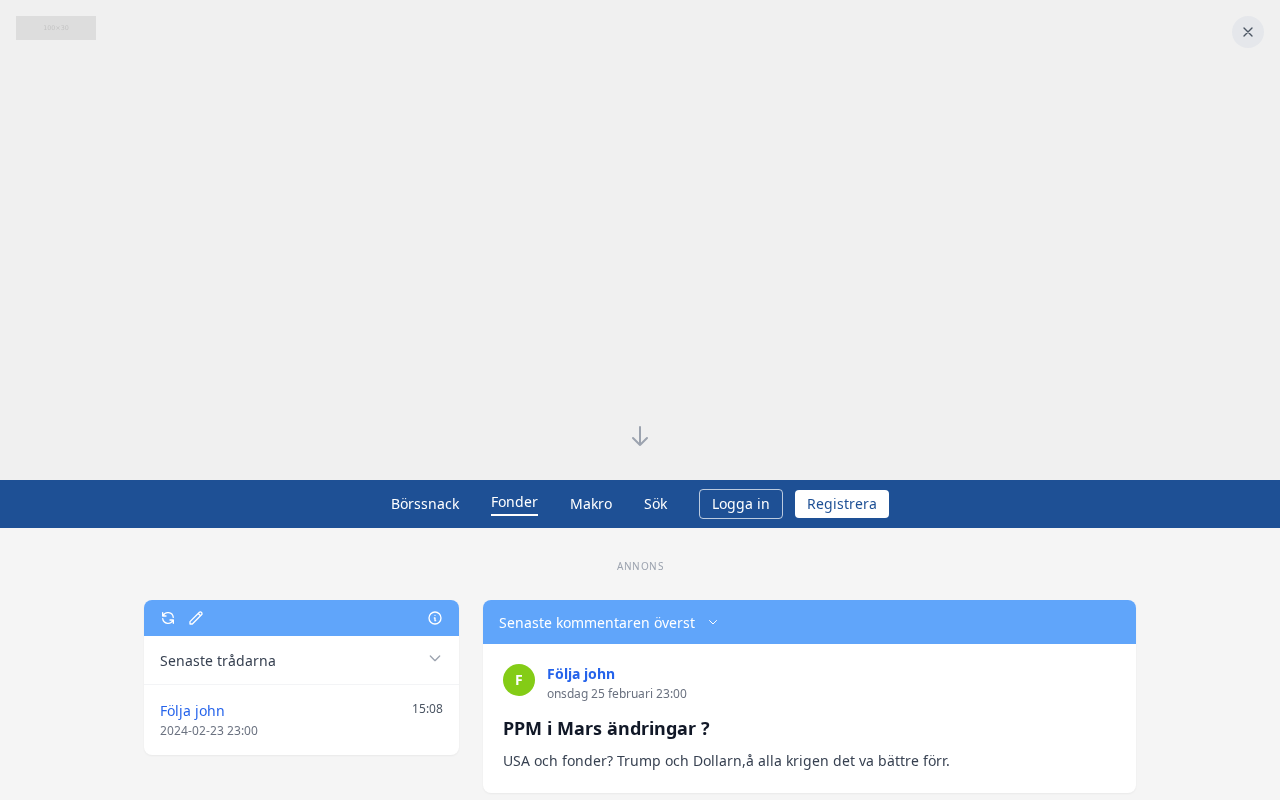 Börssnack
Fonder
Makro
Sök
Logga in
Registrera
ANNONS
Senaste trådarna
Följa john
15:08
2024-02-23 23:00
Senaste kommentaren överst
F
Följa john
onsdag 25 februari 23:00
PPM i Mars ändringar ?
USA och fonder? Trump och Dollarn,å alla krigen det va bättre förr.